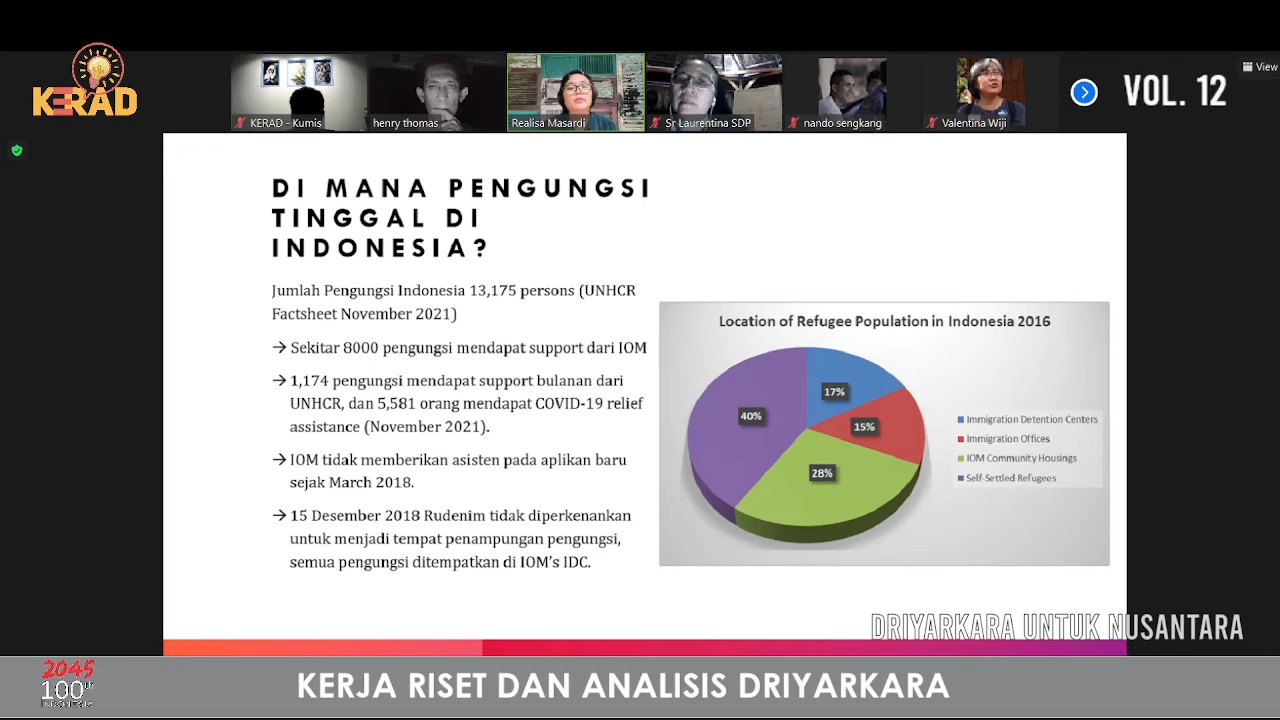 KERAD
VOL. 12
View
KERAD - Kumis
henry thomas
Realisa Masardi
Sr Laurentina SDP
nando sengkang
Valentina Wiji
DI MANA PENGUNGSI
TINGGAL DI
INDONESIA?
Jumlah Pengungsi Indonesia 13,175 persons (UNHCR
Factsheet November 2021)
→ Sekitar 8000 pengungsi mendapat support dari IOM
→ 1,174 pengungsi mendapat support bulanan dari
UNHCR, dan 5,581 orang mendapat COVID-19 relief
assistance (November 2021).
→ IOM tidak memberikan asisten pada aplikan baru
sejak March 2018.
→ 15 Desember 2018 Rudenim tidak diperkenankan
untuk menjadi tempat penampungan pengungsi,
semua pengungsi ditempatkan di IOM's IDC.
Location of Refugee Population in Indonesia 2016
17%
15%
28%
40%
Immigration Detention Centers
Immigration Offices
IOM Community Housings
Self-Settled Refugees
DRIYARKARA UNTUK NUSANTARA
2045
100th
INDONESIA
KERJA RISET DAN ANALISIS DRIYARKARA